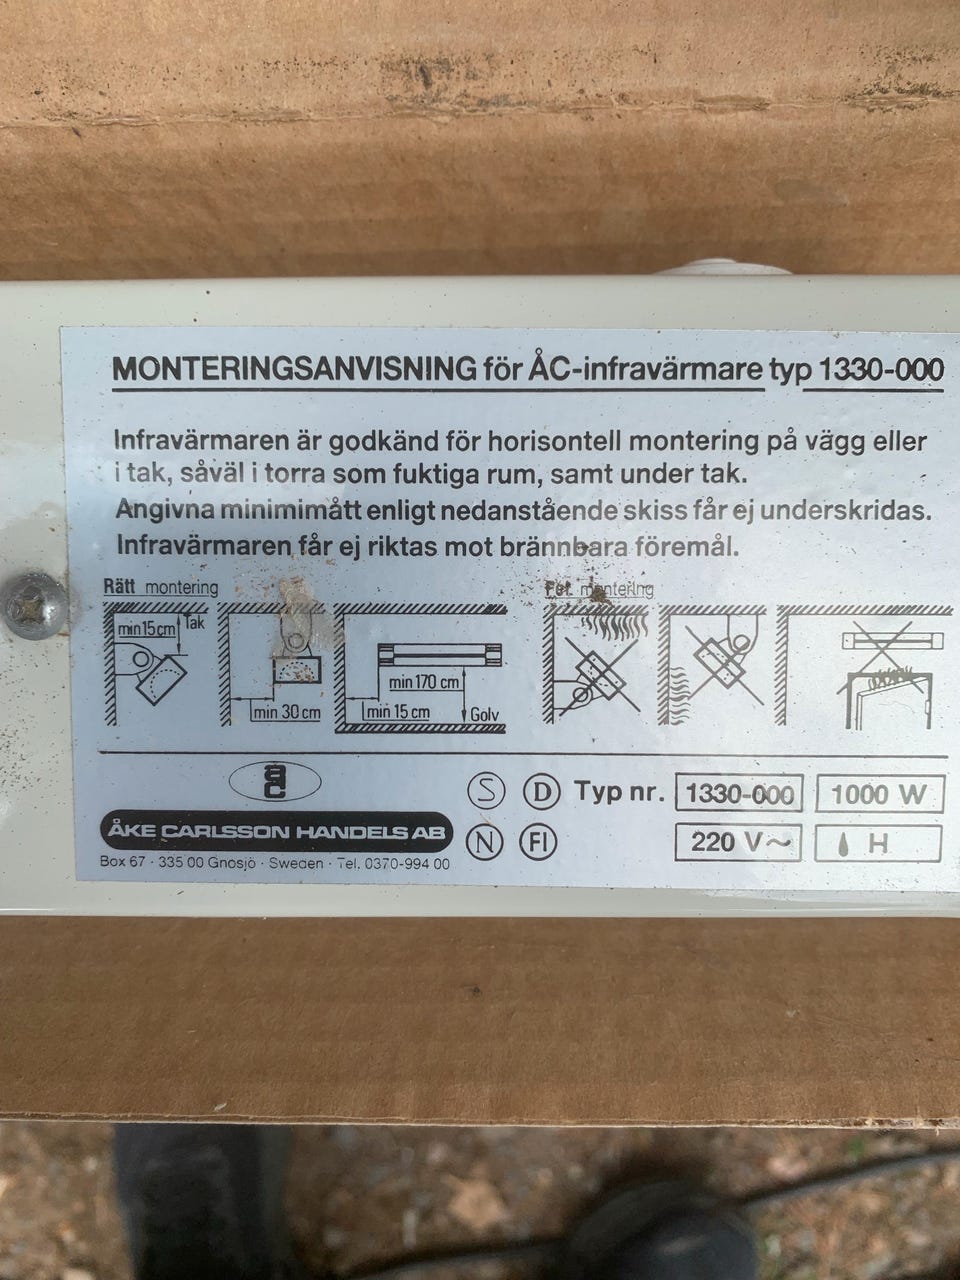 MONTERINGSANVISNING för ÅC-infravärmare typ 1330-000
Infravärmaren är godkänd för horisontell montering på vägg eller
i tak, såväl i torra som fuktiga rum, samt under tak.
Angivna minimimått enligt nedanstående skiss får ej underskridas.
Infravärmaren får ej riktas mot brännbara föremål.
Rätt montering
Fel montering
min 15 cm
Tak
min 30 cm
min 170 cm
min 15 cm
Golv
ac
ÅKE CARLSSON HANDELS AB
Box 67 · 335 00 Gnosjö · Sweden · Tel. 0370-994 00
S D
N FI
Typ nr. 1330-000 1000 W
220 V~ H